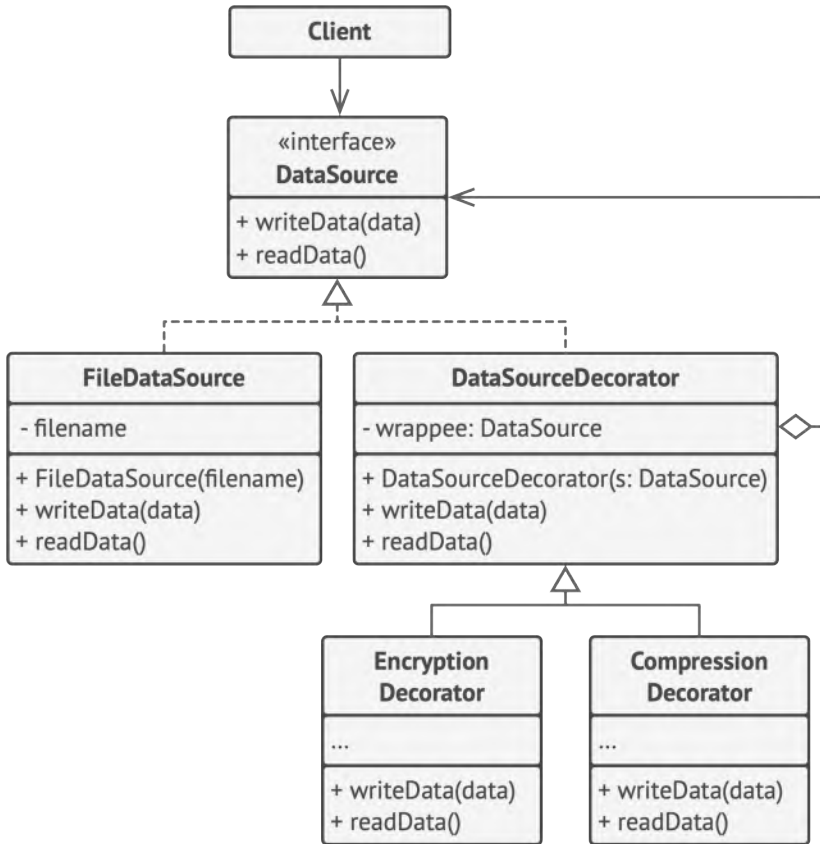 Client
«interface»
DataSource
+ writeData(data)
+ readData()
FileDataSource
- filename
+ FileDataSource(filename)
+ writeData(data)
+ readData()
DataSourceDecorator
- wrappee: DataSource
+ DataSourceDecorator(s: DataSource)
+ writeData(data)
+ readData()
Encryption
Decorator
...
+ writeData(data)
+ readData()
Compression
Decorator
...
+ writeData(data)
+ readData()